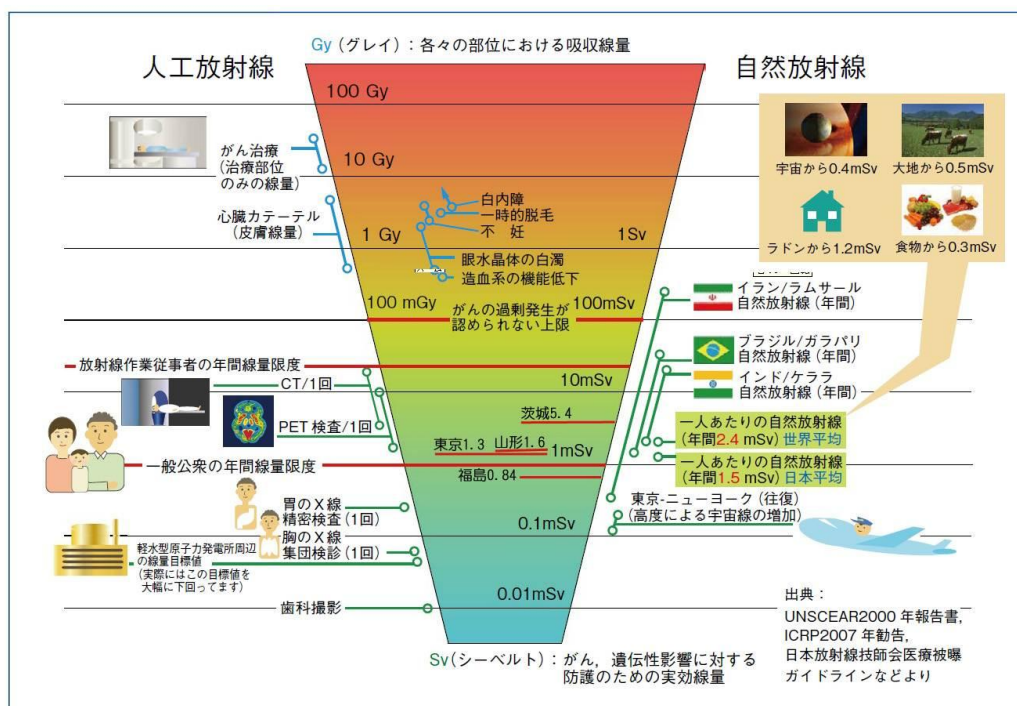 Gy（グレイ）：各々の部位における吸収線量
人工放射線
自然放射線
100 Gy
がん治療
（治療部位
のみの線量）
10 Gy
心臓カテーテル
（皮膚線量）
1 Gy
白内障
一時的脱毛
不　妊
1Sv
眼水晶体の白濁
造血系の機能低下
宇宙から0.4mSv
大地から0.5mSv
ラドンから1.2mSv
食物から0.3mSv
100 mGy
がんの過剰発生が
認められない上限
100mSv
イラン/ラムサール
自然放射線（年間）
ブラジル/ガラパリ
自然放射線（年間）
インド/ケララ
自然放射線（年間）
放射線作業従事者の年間線量限度
10mSv
CT/1回
PET 検査/1回
茨城5.4
東京1.3
山形1.6
1mSv
一人あたりの自然放射線
（年間2.4 mSv）世界平均
一人あたりの自然放射線
（年間1.5 mSv）日本平均
一般公衆の年間線量限度
福島0.84
胃のX線
精密検査（1回）
0.1mSv
東京-ニューヨーク（往復）
（高度による宇宙線の増加）
胸のX線
集団検診（1回）
軽水型原子力発電所周辺
の線量目標値
（実際にはこの目標値を
大幅に下回ってます）
0.01mSv
歯科撮影
Sv（シーベルト）：がん，遺伝性影響に対する
防護のための実効線量
出典：
UNSCEAR2000 年報告書，
ICRP2007 年勧告，
日本放射線技師会医療被曝
ガイドラインなどより